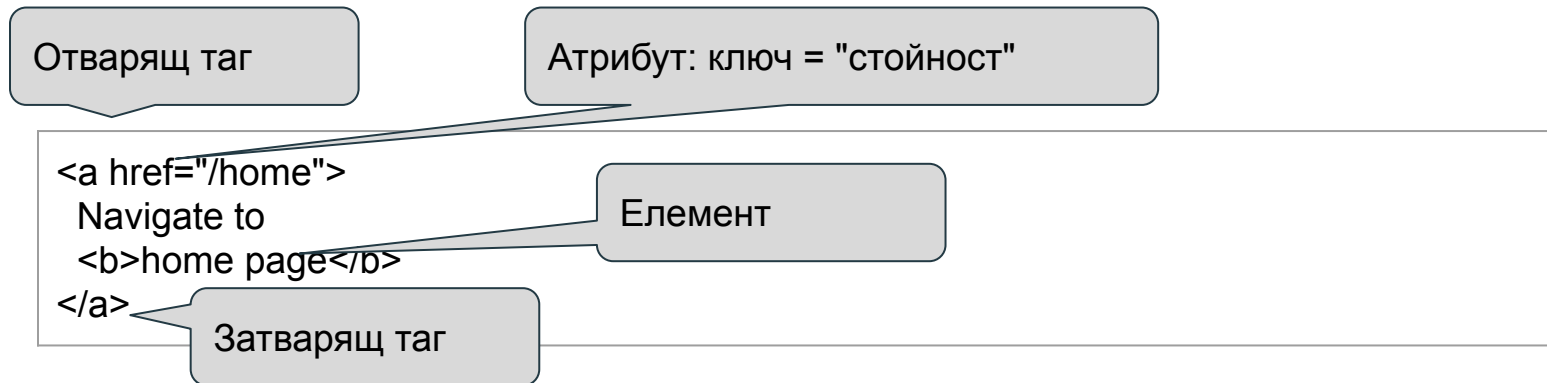 Отварящ таг
Атрибут: ключ = "стойност"
<a href="/home">
Navigate to
Елемент
<b>home page</b>
</a>
Затварящ таг